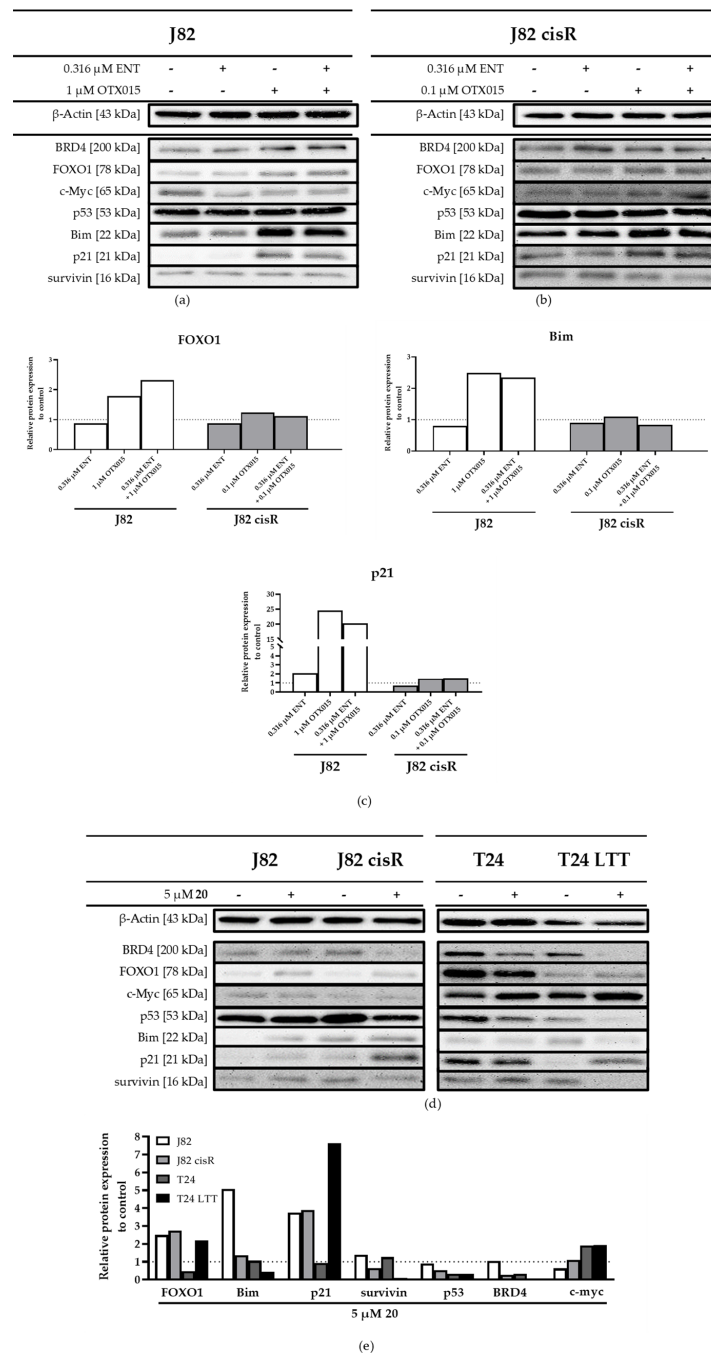 J82
J82 cisR
0.316 µM ENT - + - +
1 µM OTX015 - - + +
β-Actin [43 kDa]
BRD4 [200 kDa]
FOXO1 [78 kDa]
c-Myc [65 kDa]
p53 [53 kDa]
Bim [22 kDa]
p21 [21 kDa]
survivin [16 kDa]
(a)
0.316 µM ENT - + - +
0.1 µM OTX015 - - + +
β-Actin [43 kDa]
BRD4 [200 kDa]
FOXO1 [78 kDa]
c-Myc [65 kDa]
p53 [53 kDa]
Bim [22 kDa]
p21 [21 kDa]
survivin [16 kDa]
(b)
FOXO1
Relative protein expression
to control
3
2
1
0
0.316 µM ENT
1 µM OTX015
0.316 µM ENT
+ 1 µM OTX015
0.316 µM ENT
0.1 µM OTX015
0.316 µM ENT
+ 0.1 µM OTX015
J82
J82 cisR
Bim
Relative protein expression
to control
3
2
1
0
0.316 µM ENT
1 µM OTX015
0.316 µM ENT
+ 1 µM OTX015
0.316 µM ENT
0.1 µM OTX015
0.316 µM ENT
+ 0.1 µM OTX015
J82
J82 cisR
p21
Relative protein expression
to control
30
25
20
15
5
4
3
2
1
0
0.316 µM ENT
1 µM OTX015
0.316 µM ENT
+ 1 µM OTX015
0.316 µM ENT
0.1 µM OTX015
0.316 µM ENT
+ 0.1 µM OTX015
J82
J82 cisR
(c)
J82 J82 cisR T24 T24 LTT
5 µM 20 - + - + - + - +
β-Actin [43 kDa]
BRD4 [200 kDa]
FOXO1 [78 kDa]
c-Myc [65 kDa]
p53 [53 kDa]
Bim [22 kDa]
p21 [21 kDa]
survivin [16 kDa]
(d)
Relative protein expression
to control
8
7
6
5
4
3
2
1
0
J82
J82 cisR
T24
T24 LTT
FOXO1 Bim p21 survivin p53 BRD4 c-myc
5 µM 20
(e)